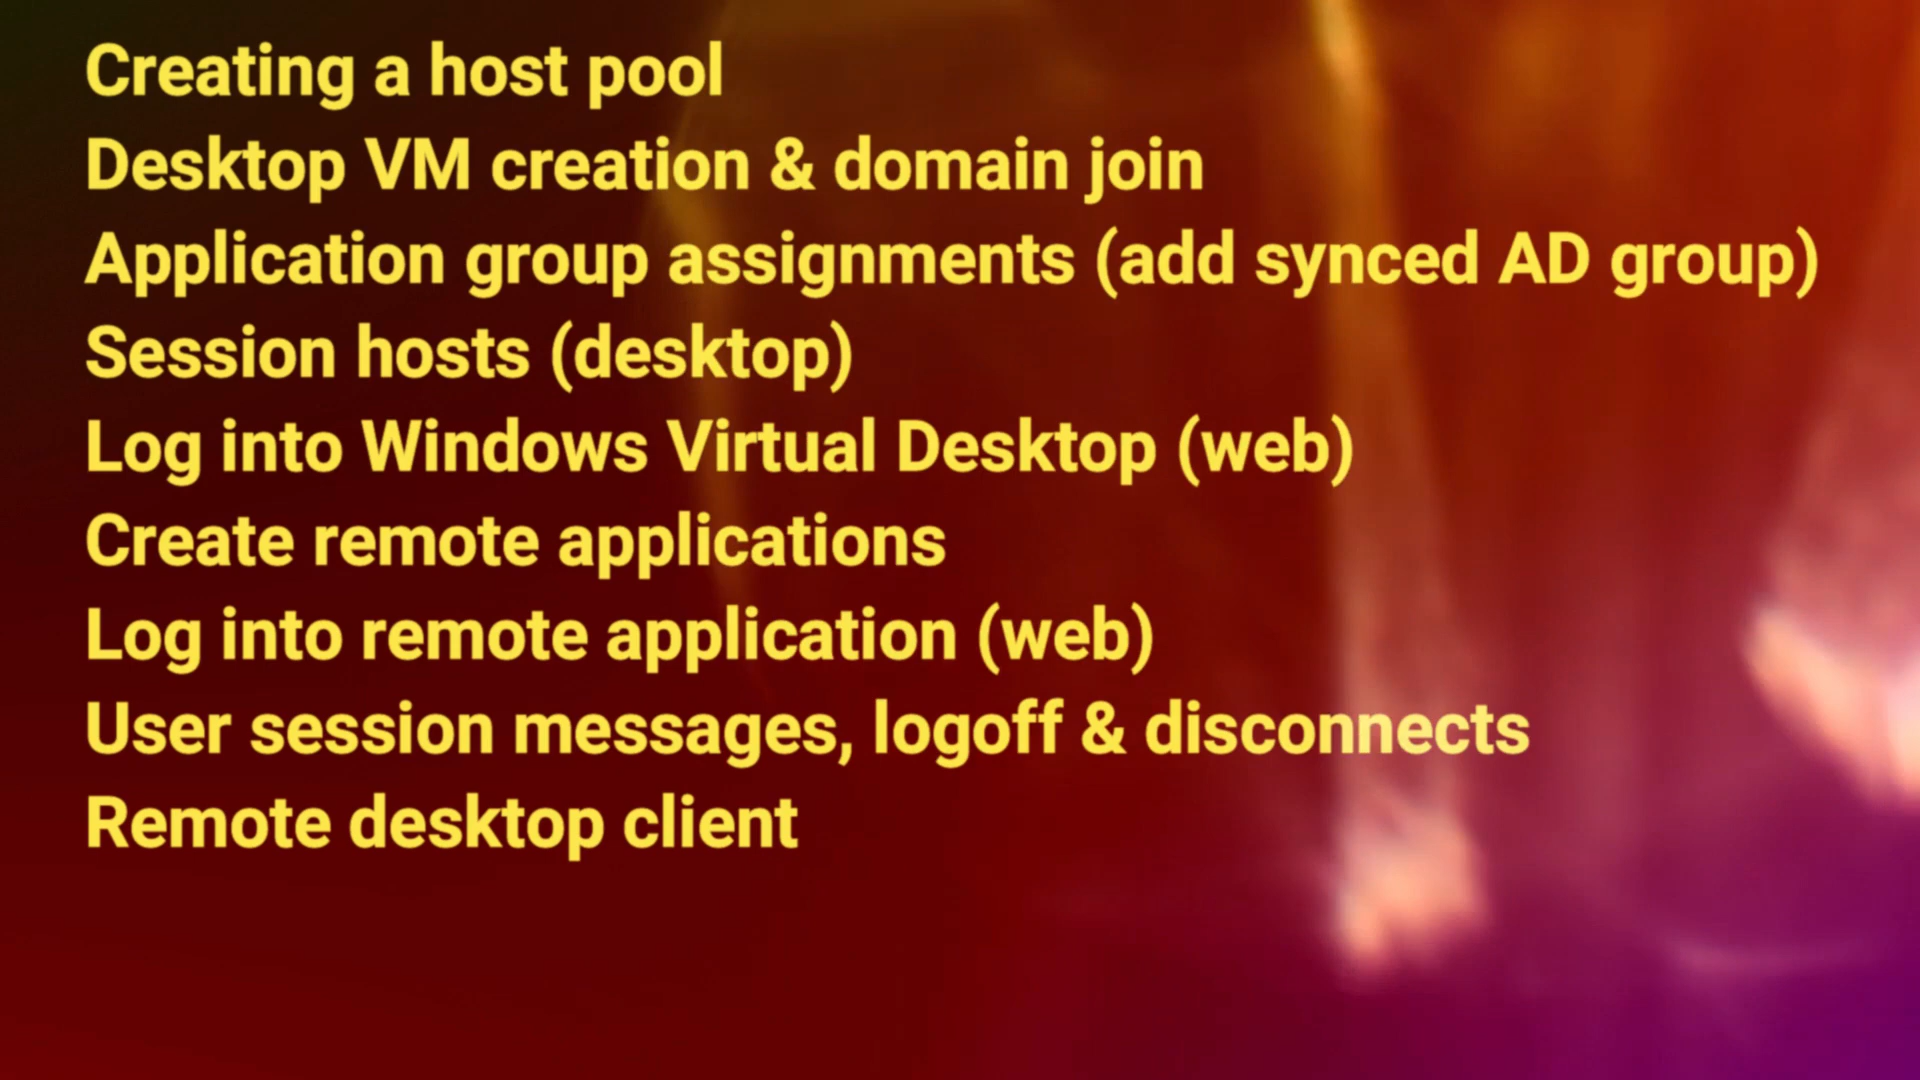 Creating a host pool
Desktop VM creation & domain join
Application group assignments (add synced AD group)
Session hosts (desktop)
Log into Windows Virtual Desktop (web)
Create remote applications
Log into remote application (web)
User session messages, logoff & disconnects
Remote desktop client